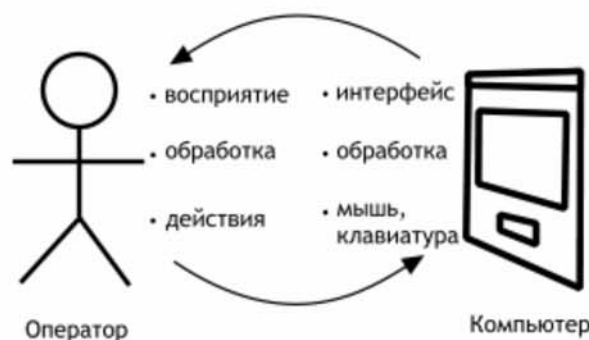 • восприятие
• обработка
• действия
• интерфейс
• обработка
• мышь,
клавиатура
Оператор
Компьютер